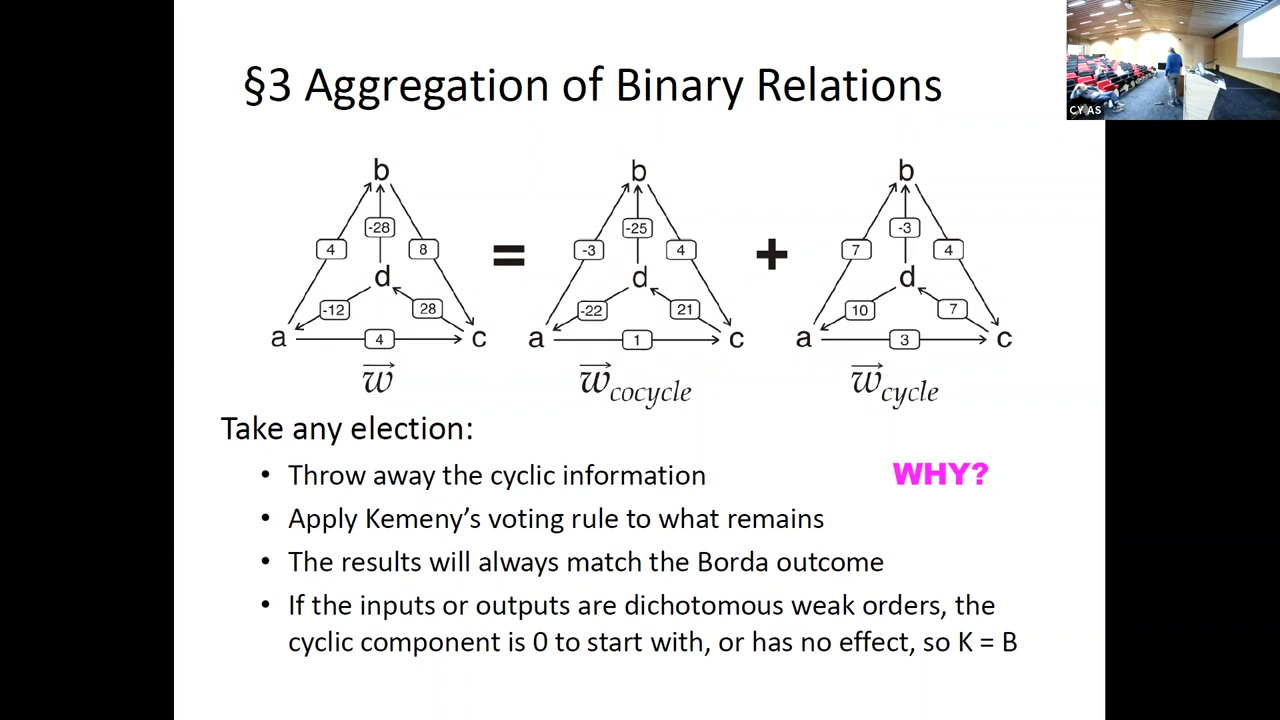 §3 Aggregation of Binary Relations
CY AS
b b b
-28 -25 -3
4 8 = -3 4 + 7 4
d d d
-12 28 -22 21 10 7
a 4 c a 1 c a 3 c
w w cocycle w cycle
Take any election:
• Throw away the cyclic information WHY?
• Apply Kemeny’s voting rule to what remains
• The results will always match the Borda outcome
• If the inputs or outputs are dichotomous weak orders, the
cyclic component is 0 to start with, or has no effect, so K = B